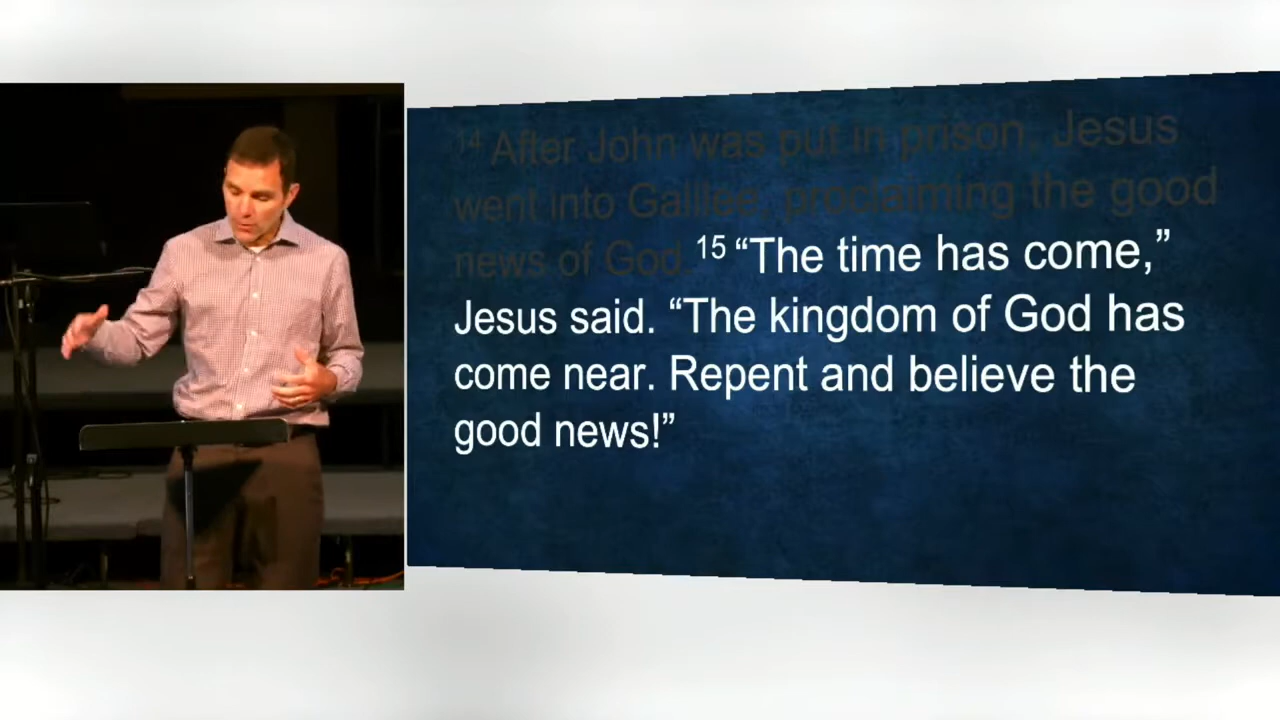 14 After John was put in prison, Jesus
went into Galilee, proclaiming the good
news of God. 15 “The time has come,”
Jesus said. “The kingdom of God has
come near. Repent and believe the
good news!”